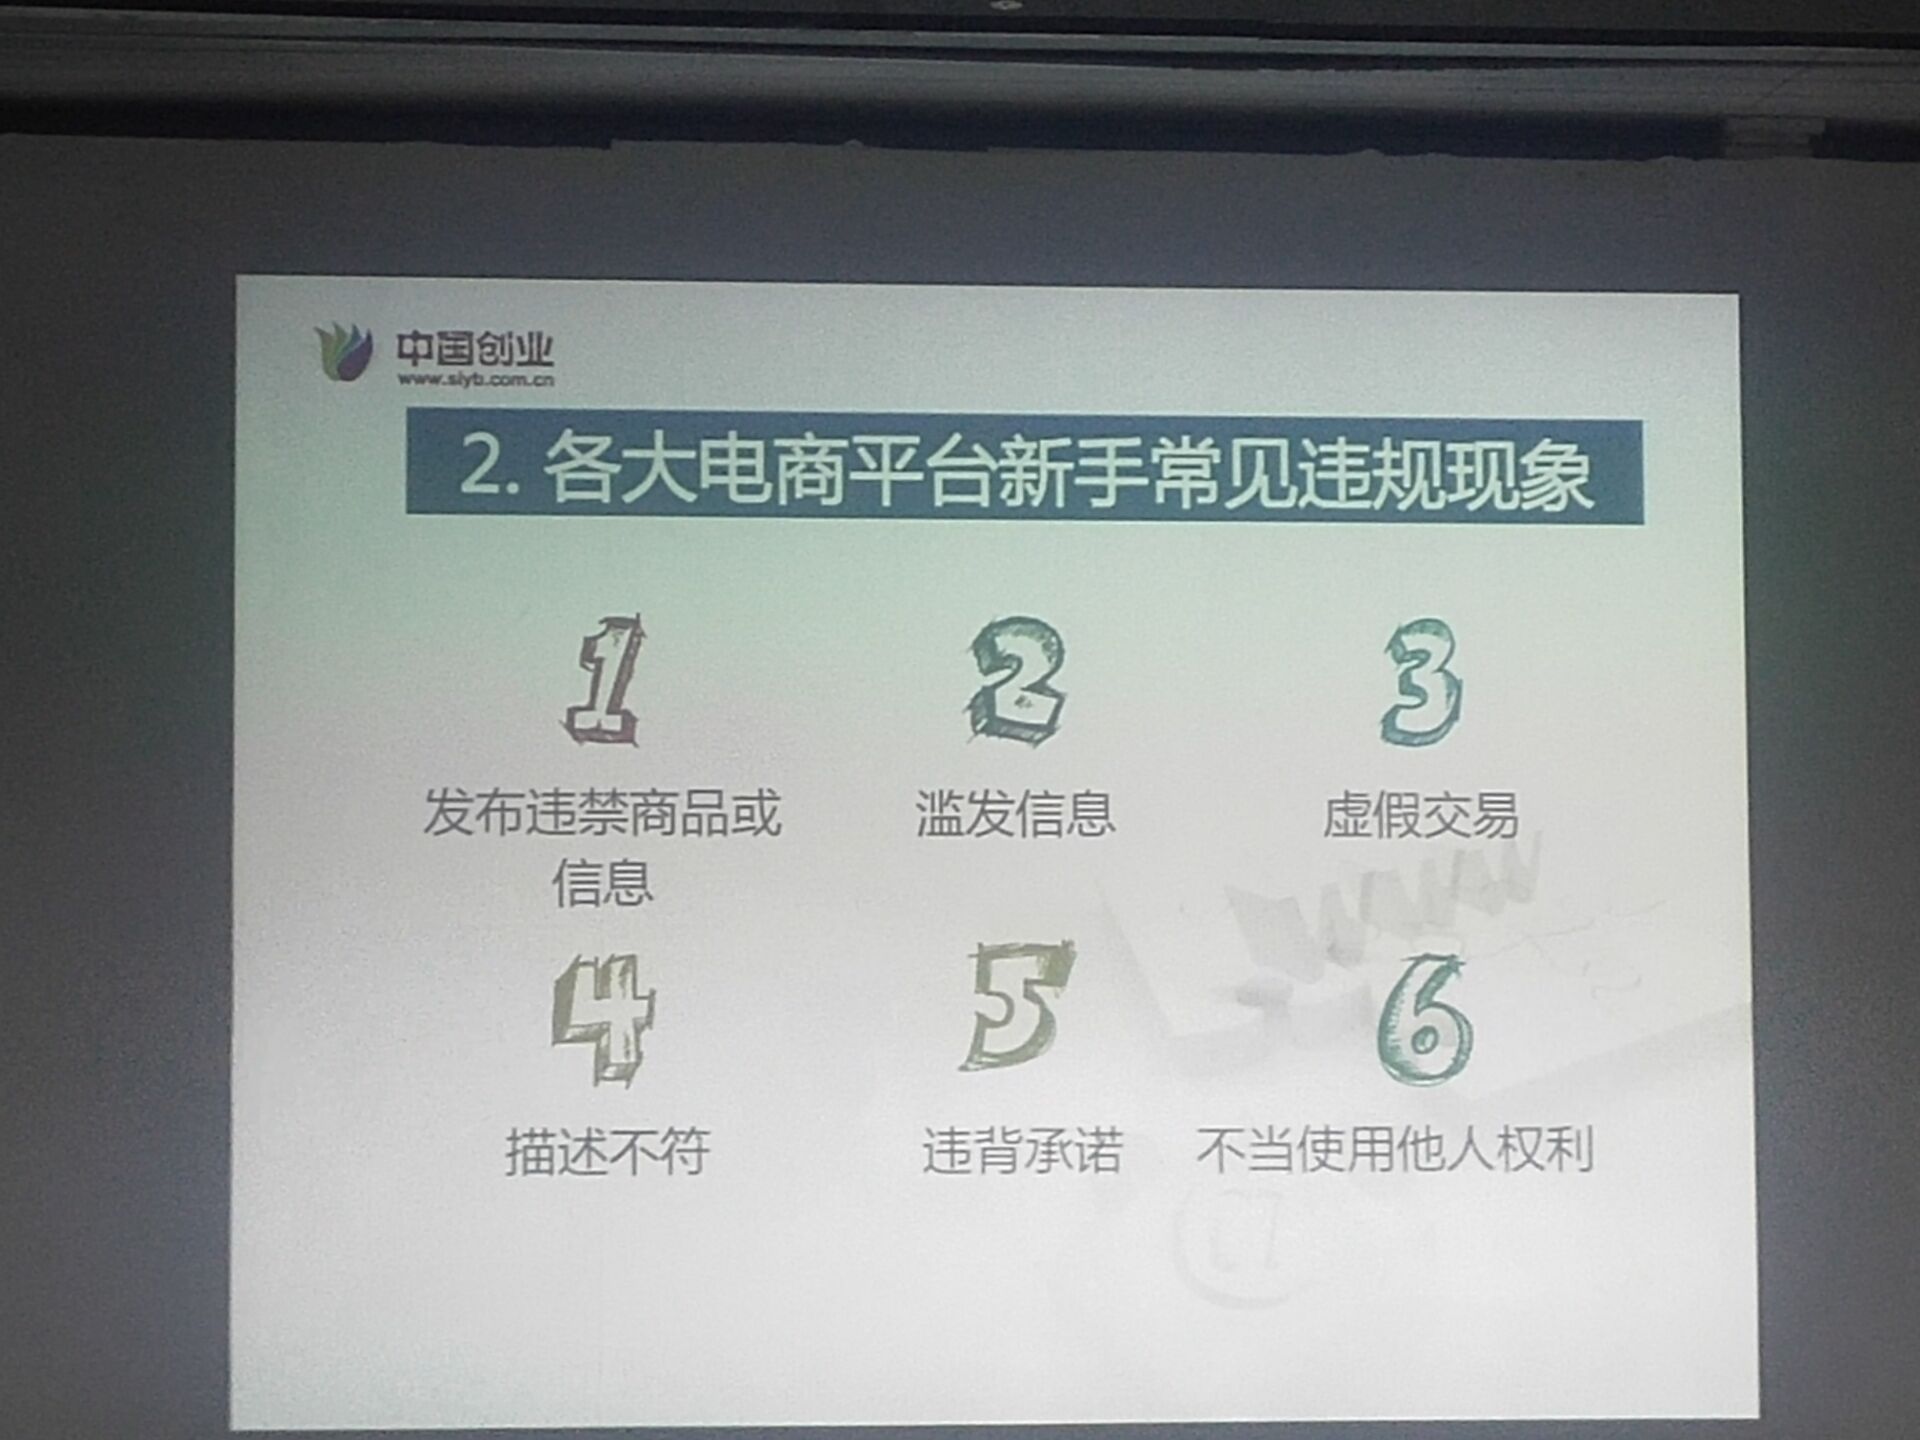 中国创业
www.siyb.com.cn
2. 各大电商平台新手常见违规现象
1
2
3
发布违禁商品或
信息
滥发信息
虚假交易
4
5
6
描述不符
违背承诺
不当使用他人权利
www
@